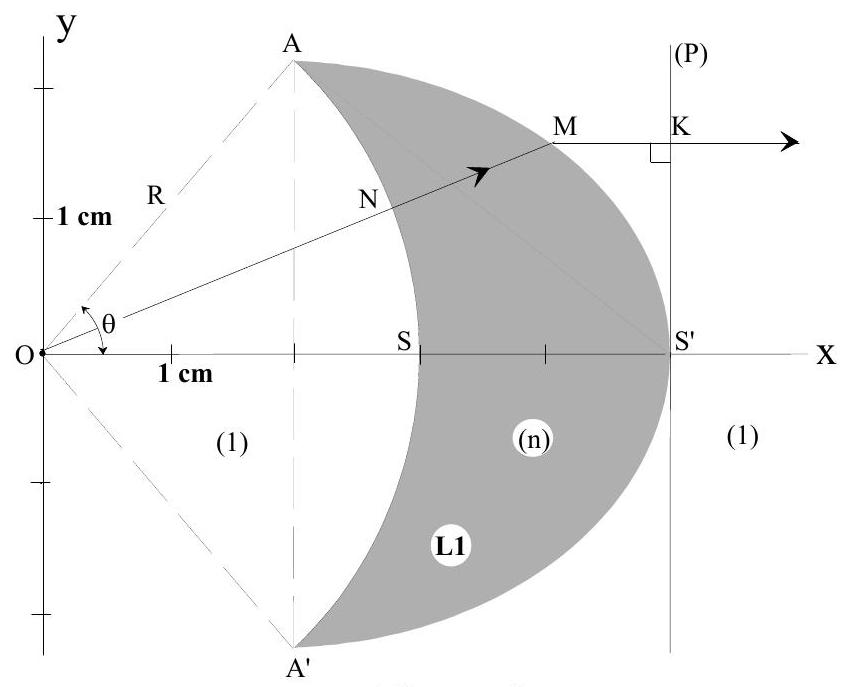 y
A
(P)
M
K
R
N
1 cm
θ
O
S
S'
x
1 cm
(1)
(n)
(1)
L1
A'